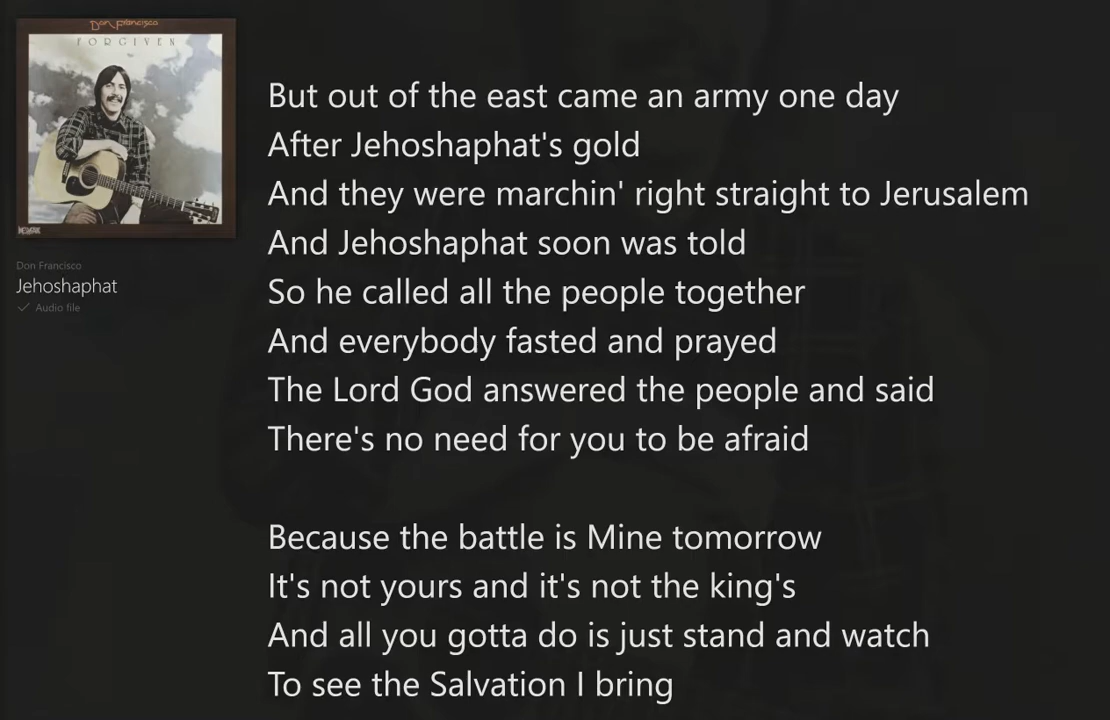 Don Francisco
FORGIVEN
Don Francisco
Jehoshaphat
Audio file
But out of the east came an army one day
After Jehoshaphat's gold
And they were marchin' right straight to Jerusalem
And Jehoshaphat soon was told
So he called all the people together
And everybody fasted and prayed
The Lord God answered the people and said
There's no need for you to be afraid
Because the battle is Mine tomorrow
It's not yours and it's not the king's
And all you gotta do is just stand and watch
To see the Salvation I bring